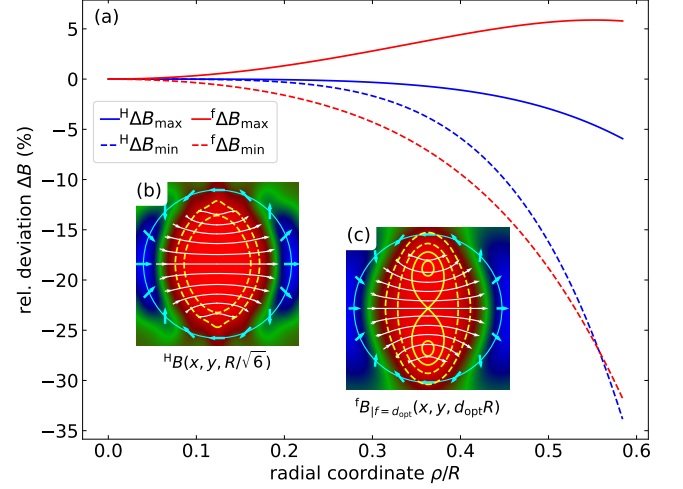 (a)
5
0
−5
−10
−15
−20
−25
−30
−35
rel. deviation ΔB (%)
ᴴΔBmax
ᴴΔBmin
ᶠΔBmax
ᶠΔBmin
(b)
ᴴB(x, y, R/√6)
(c)
ᶠB|f = dopt(x, y, doptR)
0.0 0.1 0.2 0.3 0.4 0.5 0.6
radial coordinate ρ/R